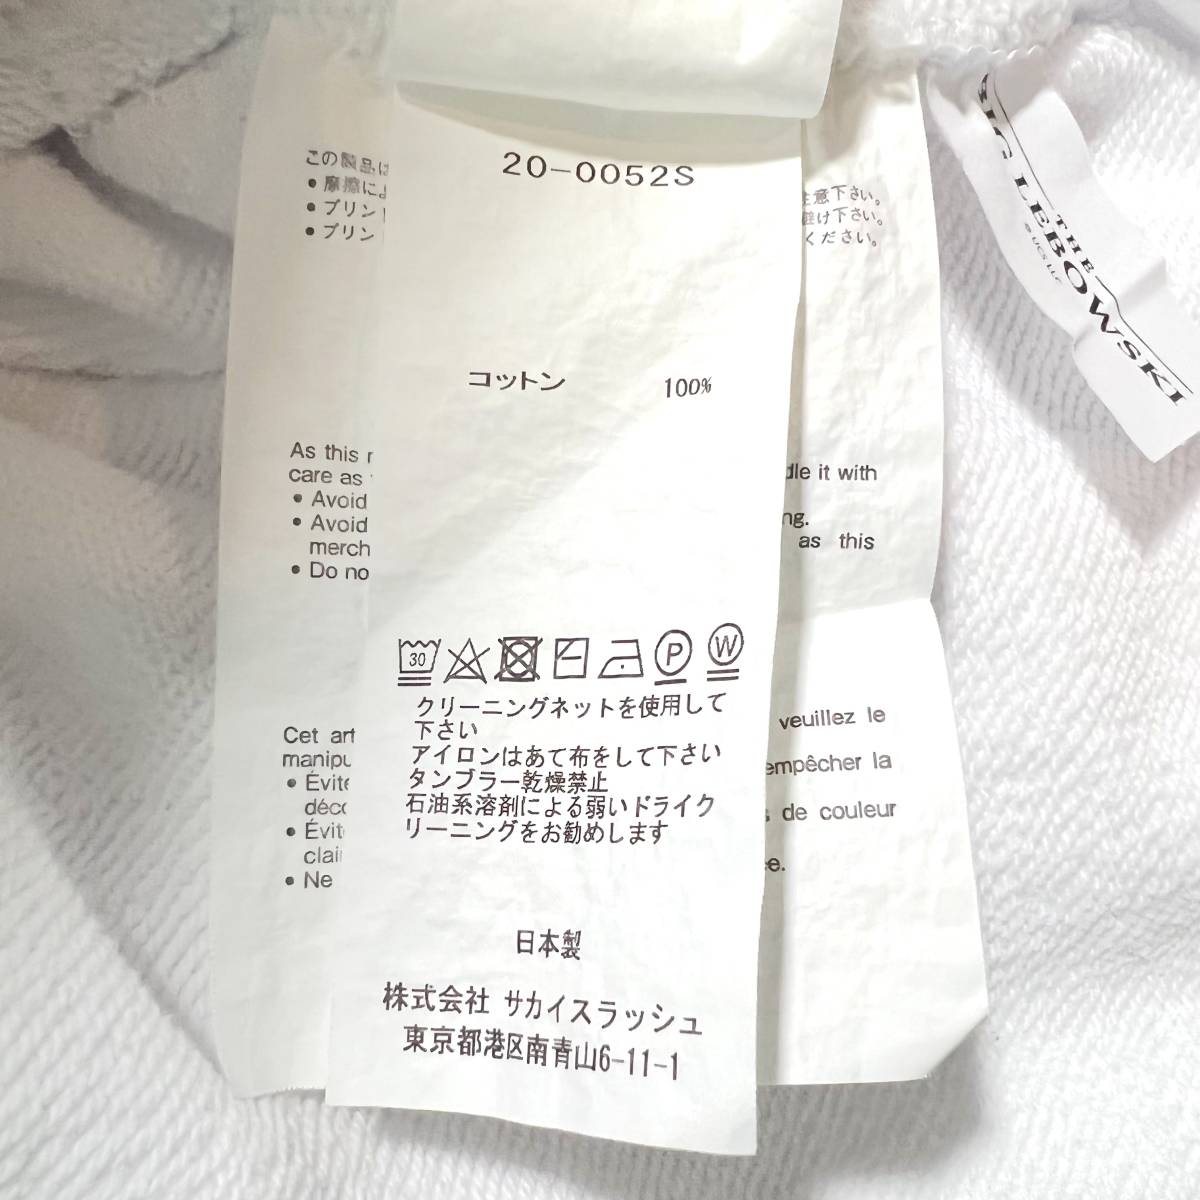 20-0052S
コットン 100%
30
P
W
クリーニングネットを使用して
下さい
アイロンはあて布をして下さい
タンブラー乾燥禁止
石油系溶剤による弱いドライク
リーニングをお勧めします
日本製
株式会社 サカイスラッシュ
東京都港区南青山6-11-1
この製品は
• 摩擦によ
• プリン
• プリン
意下さい。
避け下さい。
ください。
As this
care as
• Avoid
• Avoid
merch
• Do no
dle it with
ng.
as this
Cet art
manipu
• Évite
déco
• Évit
clai
• Ne
veuillez le
empêcher la
de couleur
ce.
THE
BIG LEBOWSKI
© UCS LLC